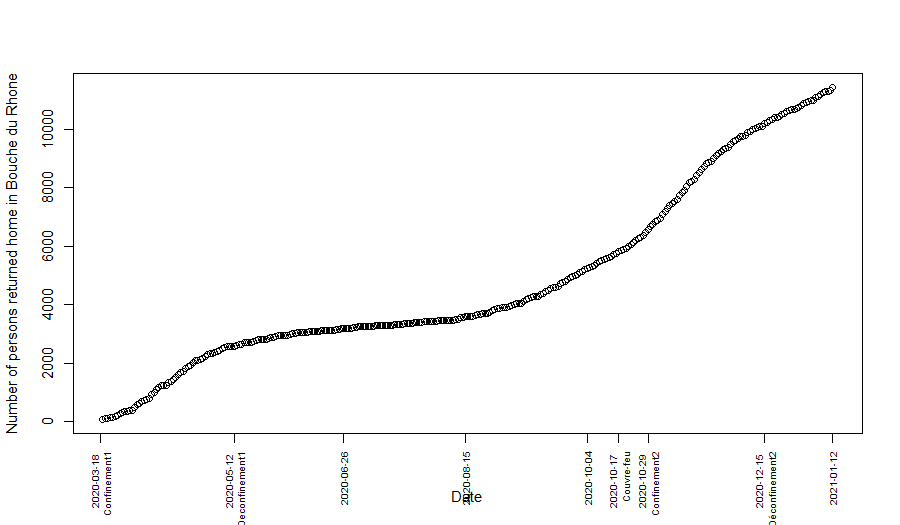 Number of persons returned home in Bouche du Rhone
0
2000
4000
6000
8000
10000
2020-03-18
Confinement1
2020-05-12
Deconfinement1
2020-06-26
2020-08-15
2020-10-04
2020-10-17
Couvre-feu
2020-10-29
Confinement2
2020-12-15
Déconfinement2
2021-01-12
Date